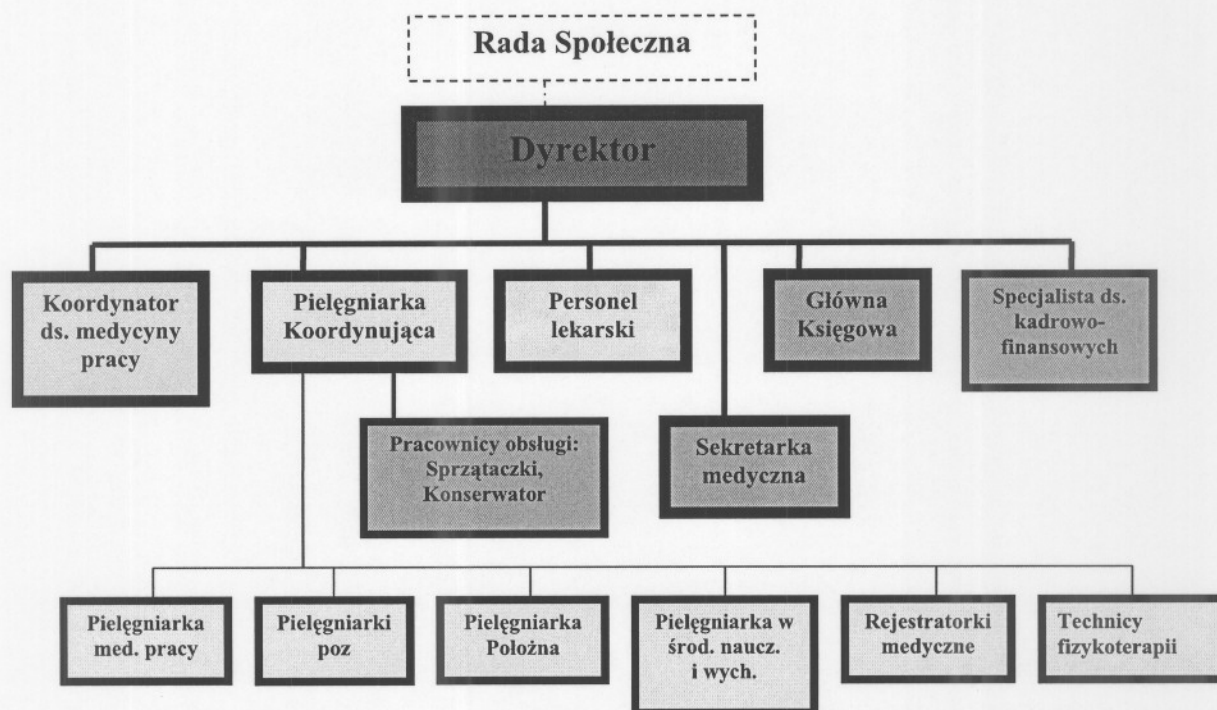 Rada Społeczna
Dyrektor
Koordynator
ds. medycyny
pracy
Pielęgniarka
Koordynująca
Personel
lekarski
Główna
Księgowa
Specjalista ds.
kadrowo-
finansowych
Pracownicy obsługi:
Sprzątaczki,
Konserwator
Sekretarka
medyczna
Pielęgniarka
med. pracy
Pielęgniarki
poz
Pielęgniarka
Położna
Pielęgniarka w
środ. naucz.
i wych.
Rejestratorki
medyczne
Technicy
fizykoterapii